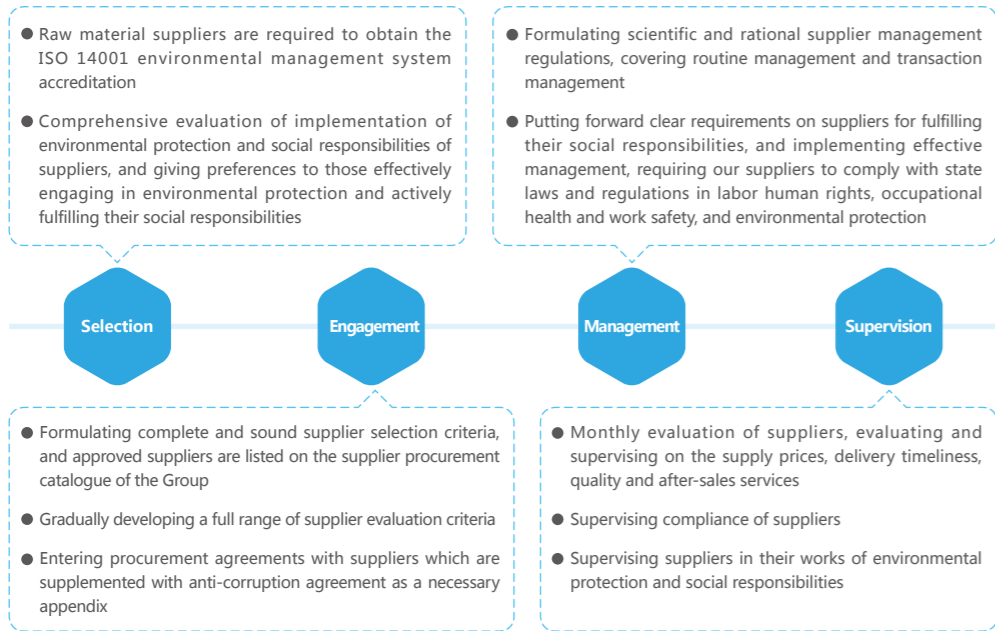 ● Raw material suppliers are required to obtain the
ISO 14001 environmental management system
accreditation
● Comprehensive evaluation of implementation of
environmental protection and social responsibilities of
suppliers, and giving preferences to those effectively
engaging in environmental protection and actively
fulfilling their social responsibilities
● Formulating scientific and rational supplier management
regulations, covering routine management and transaction
management
● Putting forward clear requirements on suppliers for fulfilling
their social responsibilities, and implementing effective
management, requiring our suppliers to comply with state
laws and regulations in labor human rights, occupational
health and work safety, and environmental protection
Selection
Engagement
Management
Supervision
● Formulating complete and sound supplier selection criteria,
and approved suppliers are listed on the supplier procurement
catalogue of the Group
● Gradually developing a full range of supplier evaluation criteria
● Entering procurement agreements with suppliers which are
supplemented with anti-corruption agreement as a necessary
appendix
● Monthly evaluation of suppliers, evaluating and
supervising on the supply prices, delivery timeliness,
quality and after-sales services
● Supervising compliance of suppliers
● Supervising suppliers in their works of environmental
protection and social responsibilities